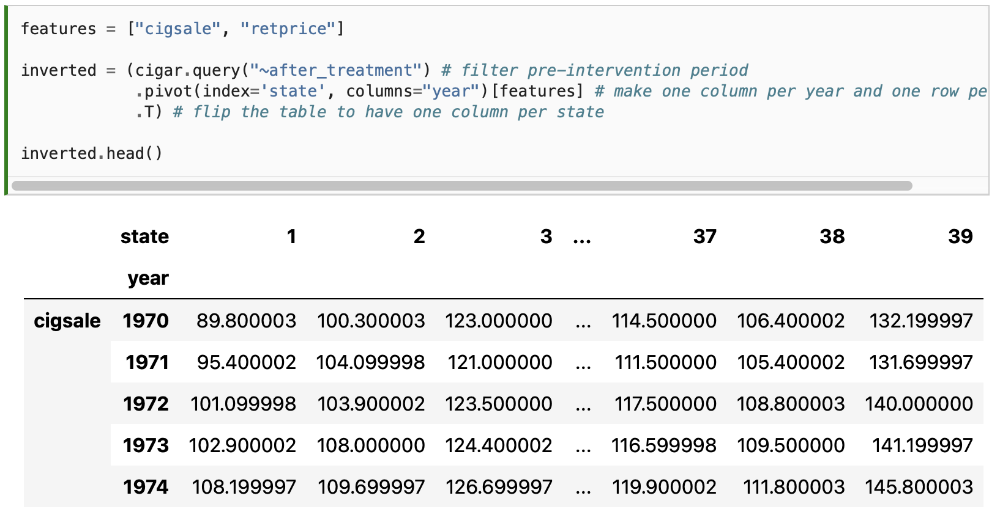 features = ["cigsale", "retprice"]
inverted = (cigar.query("~after_treatment") # filter pre-intervention period
.pivot(index='state', columns="year")[features] # make one column per year and one row pe
.T) # flip the table to have one column per state
inverted.head()
state 1 2 3 ... 37 38 39
year
cigsale 1970 89.800003 100.300003 123.000000 ... 114.500000 106.400002 132.199997
1971 95.400002 104.099998 121.000000 ... 111.500000 105.400002 131.699997
1972 101.099998 103.900002 123.500000 ... 117.500000 108.800003 140.000000
1973 102.900002 108.000000 124.400002 ... 116.599998 109.500000 141.199997
1974 108.199997 109.699997 126.699997 ... 119.900002 111.800003 145.800003